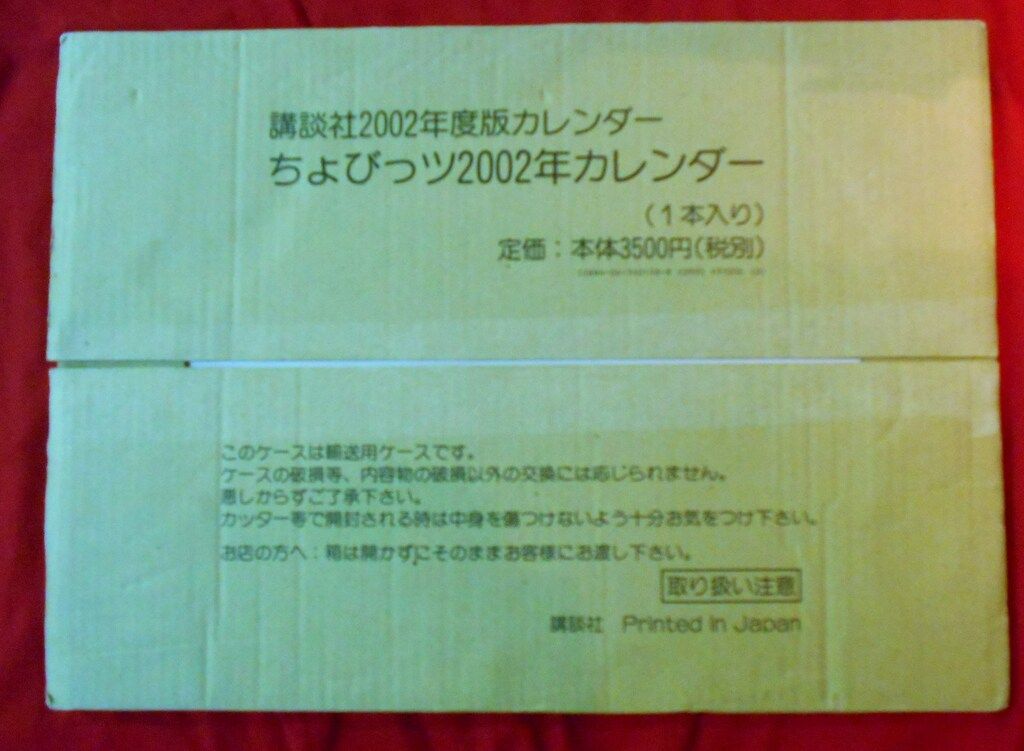 講談社2002年度版カレンダー
ちょびっツ2002年カレンダー
（1本入り）
定価：本体3500円（税別）
このケースは輸送用ケースです。
ケースの破損等、内容物の破損以外の交換には応じられません。
悪しからずご了承下さい。
カッター等で開封される時は中身を傷つけないよう十分お気をつけ下さい。
お店の方へ：箱は開かずにそのままお客様にお渡し下さい。
取り扱い注意
講談社 Printed in Japan